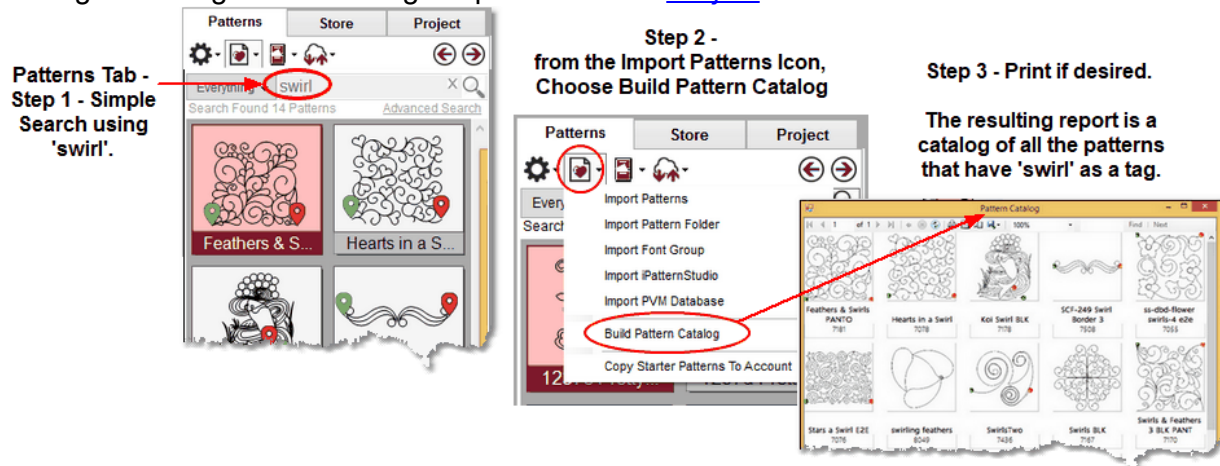 Patterns Store Project
Patterns Tab -
Step 1 - Simple
Search using
'swirl'.
Everything swirl X
Search Found 14 Patterns Advanced Search
Feathers & S...
Hearts in a S...
Step 2 -
from the Import Patterns Icon,
Choose Build Pattern Catalog
Patterns Store Project
Import Patterns
Import Pattern Folder
Import Font Group
Import iPatternStudio
Import PVM Database
Build Pattern Catalog
Copy Starter Patterns To Account
Step 3 - Print if desired.
The resulting report is a
catalog of all the patterns
that have 'swirl' as a tag.
Pattern Catalog
1 of 1 100% Find | Next
Feathers & Swirls
PANTO
7181
Hearts in a Swirl
7078
Koi Swirl BLK
7178
SCF-249 Swirl
Border 3
7508
ss-dbd-flower
swirls-4 e2e
7055
Stars a Swirl E2E
7076
swirling feathers
8049
SwirlsTwo
7436
Swirls BLK
7167
Swirls & Feathers
3 BLK PANT
7170